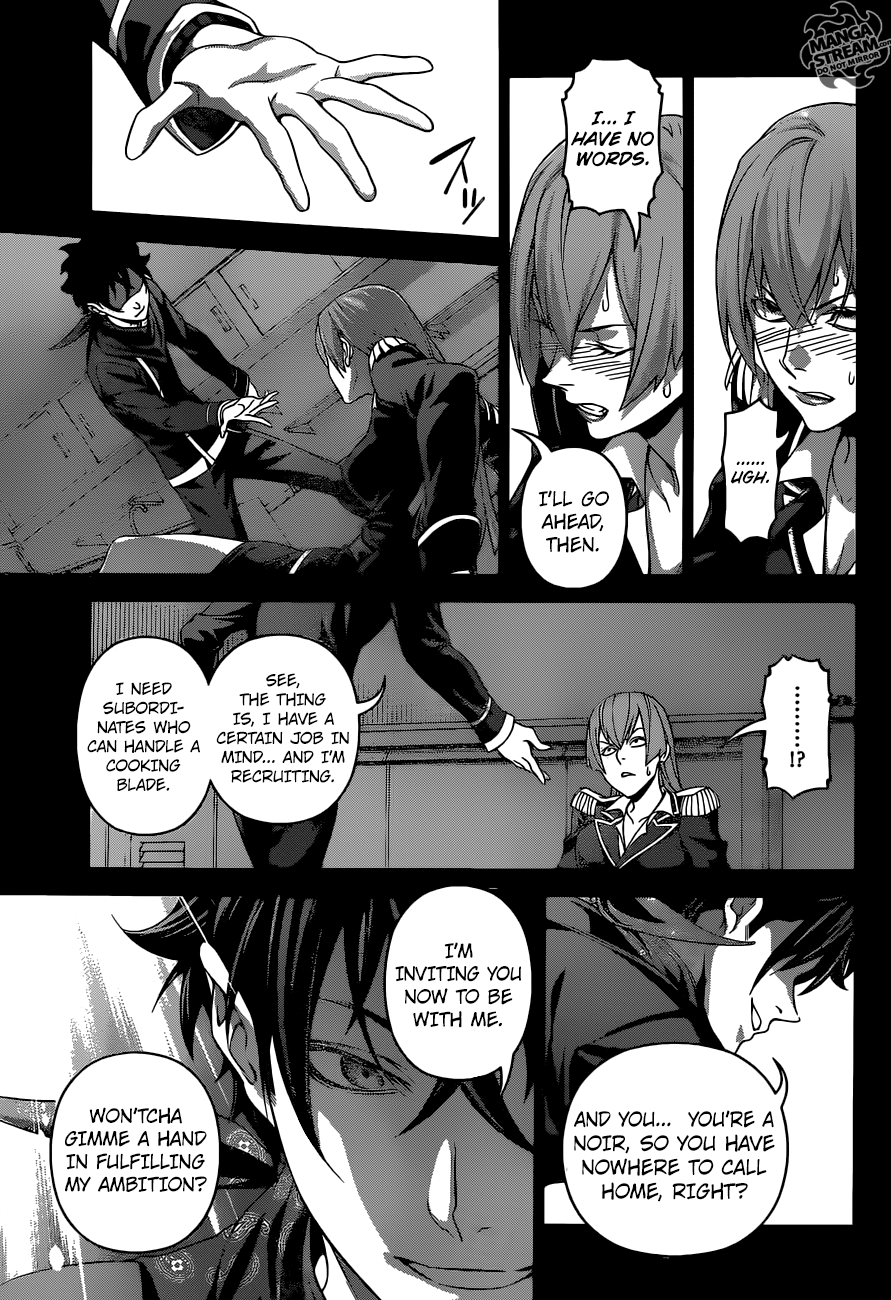 MANGA
STREAM.com
DO NOT MIRROR
......
UGH.
I... I
HAVE NO
WORDS.
I'LL GO
AHEAD,
THEN.
イッ
.........
!?
SEE,
THE THING
IS, I HAVE A
CERTAIN JOB IN
MIND... AND I'M
RECRUITING.
I NEED
SUBORDI-
NATES WHO
CAN HANDLE A
COOKING
BLADE.
AND YOU... YOU'RE A
NOIR, SO YOU HAVE
NOWHERE TO CALL
HOME, RIGHT?
I'M
INVITING YOU
NOW TO BE
WITH ME.
WON'TCHA
GIMME A HAND
IN FULFILLING
MY AMBITION?